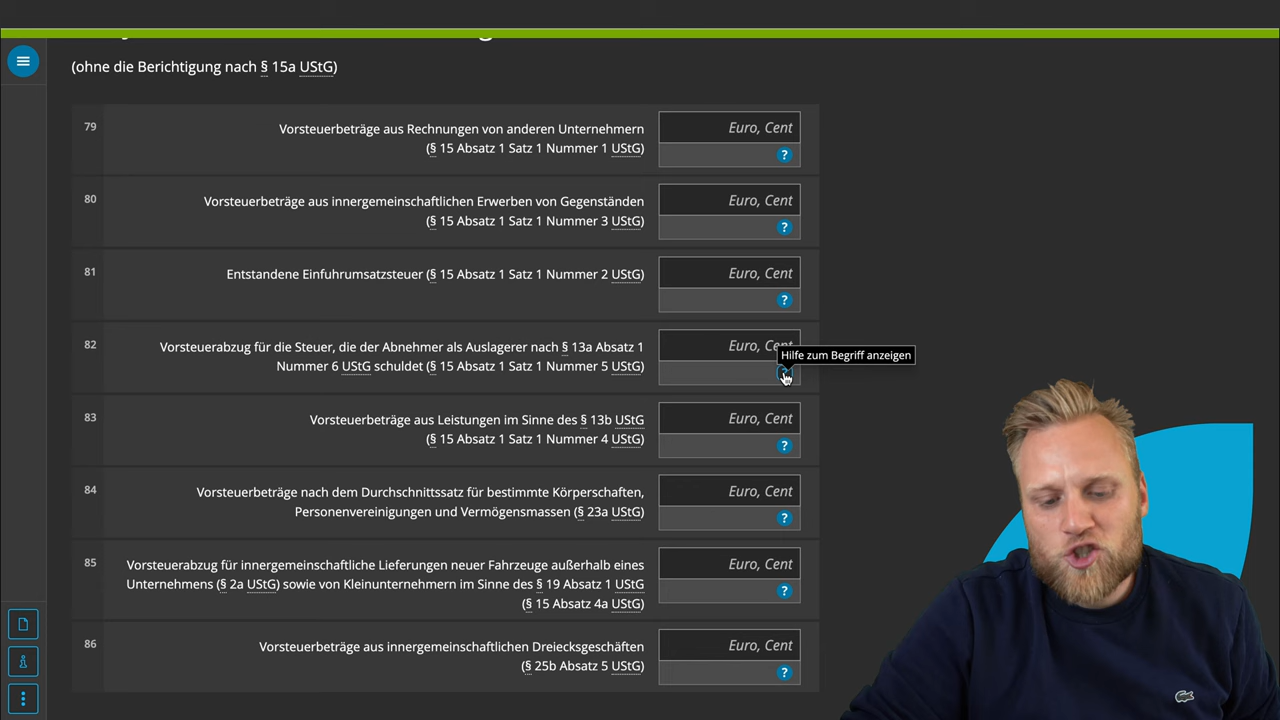 (ohne die Berichtigung nach § 15a UStG)
79
Vorsteuerbeträge aus Rechnungen von anderen Unternehmern
(§ 15 Absatz 1 Satz 1 Nummer 1 UStG)
Euro, Cent
?
80
Vorsteuerbeträge aus innergemeinschaftlichen Erwerben von Gegenständen
(§ 15 Absatz 1 Satz 1 Nummer 3 UStG)
Euro, Cent
?
81
Entstandene Einfuhrumsatzsteuer (§ 15 Absatz 1 Satz 1 Nummer 2 UStG)
Euro, Cent
?
82
Vorsteuerabzug für die Steuer, die der Abnehmer als Auslagerer nach § 13a Absatz 1
Nummer 6 UStG schuldet (§ 15 Absatz 1 Satz 1 Nummer 5 UStG)
Euro, Cent
Hilfe zum Begriff anzeigen
83
Vorsteuerbeträge aus Leistungen im Sinne des § 13b UStG
(§ 15 Absatz 1 Satz 1 Nummer 4 UStG)
Euro, Cent
?
84
Vorsteuerbeträge nach dem Durchschnittssatz für bestimmte Körperschaften,
Personenvereinigungen und Vermögensmassen (§ 23a UStG)
Euro, Cent
?
85
Vorsteuerabzug für innergemeinschaftliche Lieferungen neuer Fahrzeuge außerhalb eines
Unternehmens (§ 2a UStG) sowie von Kleinunternehmern im Sinne des § 19 Absatz 1 UStG
(§ 15 Absatz 4a UStG)
Euro, Cent
?
86
Vorsteuerbeträge aus innergemeinschaftlichen Dreiecksgeschäften
(§ 25b Absatz 5 UStG)
Euro, Cent
?